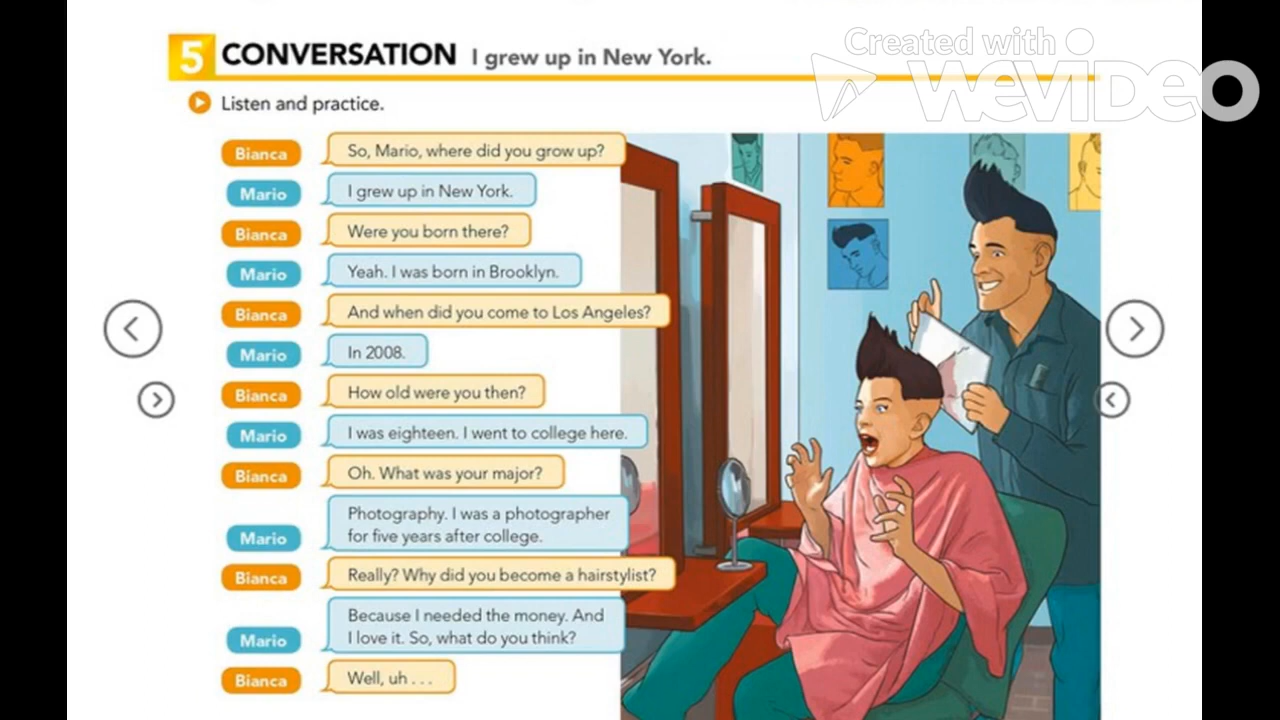 Created with
WEVIDEO
5 CONVERSATION I grew up in New York.
Listen and practice.
Bianca So, Mario, where did you grow up?
Mario I grew up in New York.
Bianca Were you born there?
Mario Yeah. I was born in Brooklyn.
Bianca And when did you come to Los Angeles?
Mario In 2008.
Bianca How old were you then?
Mario I was eighteen. I went to college here.
Bianca Oh. What was your major?
Mario Photography. I was a photographer
for five years after college.
Bianca Really? Why did you become a hairstylist?
Mario Because I needed the money. And
I love it. So, what do you think?
Bianca Well, uh . . .